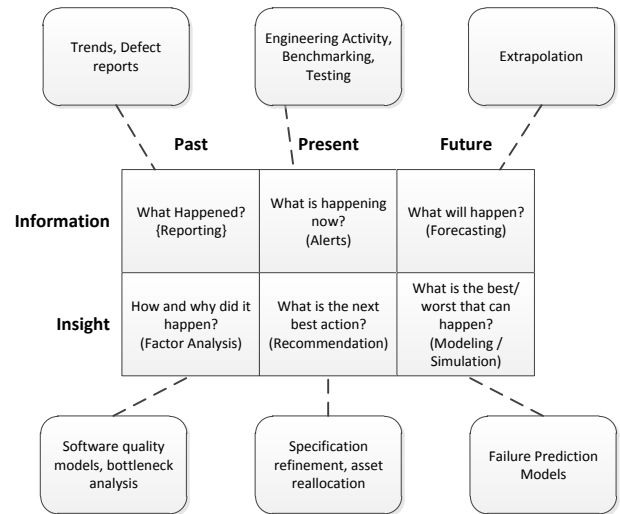 Trends, Defect
reports
Engineering Activity,
Benchmarking,
Testing
Extrapolation
Past
Present
Future
Information
What Happened?
{Reporting}
What is happening
now?
(Alerts)
What will happen?
(Forecasting)
Insight
How and why did it
happen?
(Factor Analysis)
What is the next
best action?
(Recommendation)
What is the best/
worst that can
happen?
(Modeling /
Simulation)
Software quality
models, bottleneck
analysis
Specification
refinement, asset
reallocation
Failure Prediction
Models